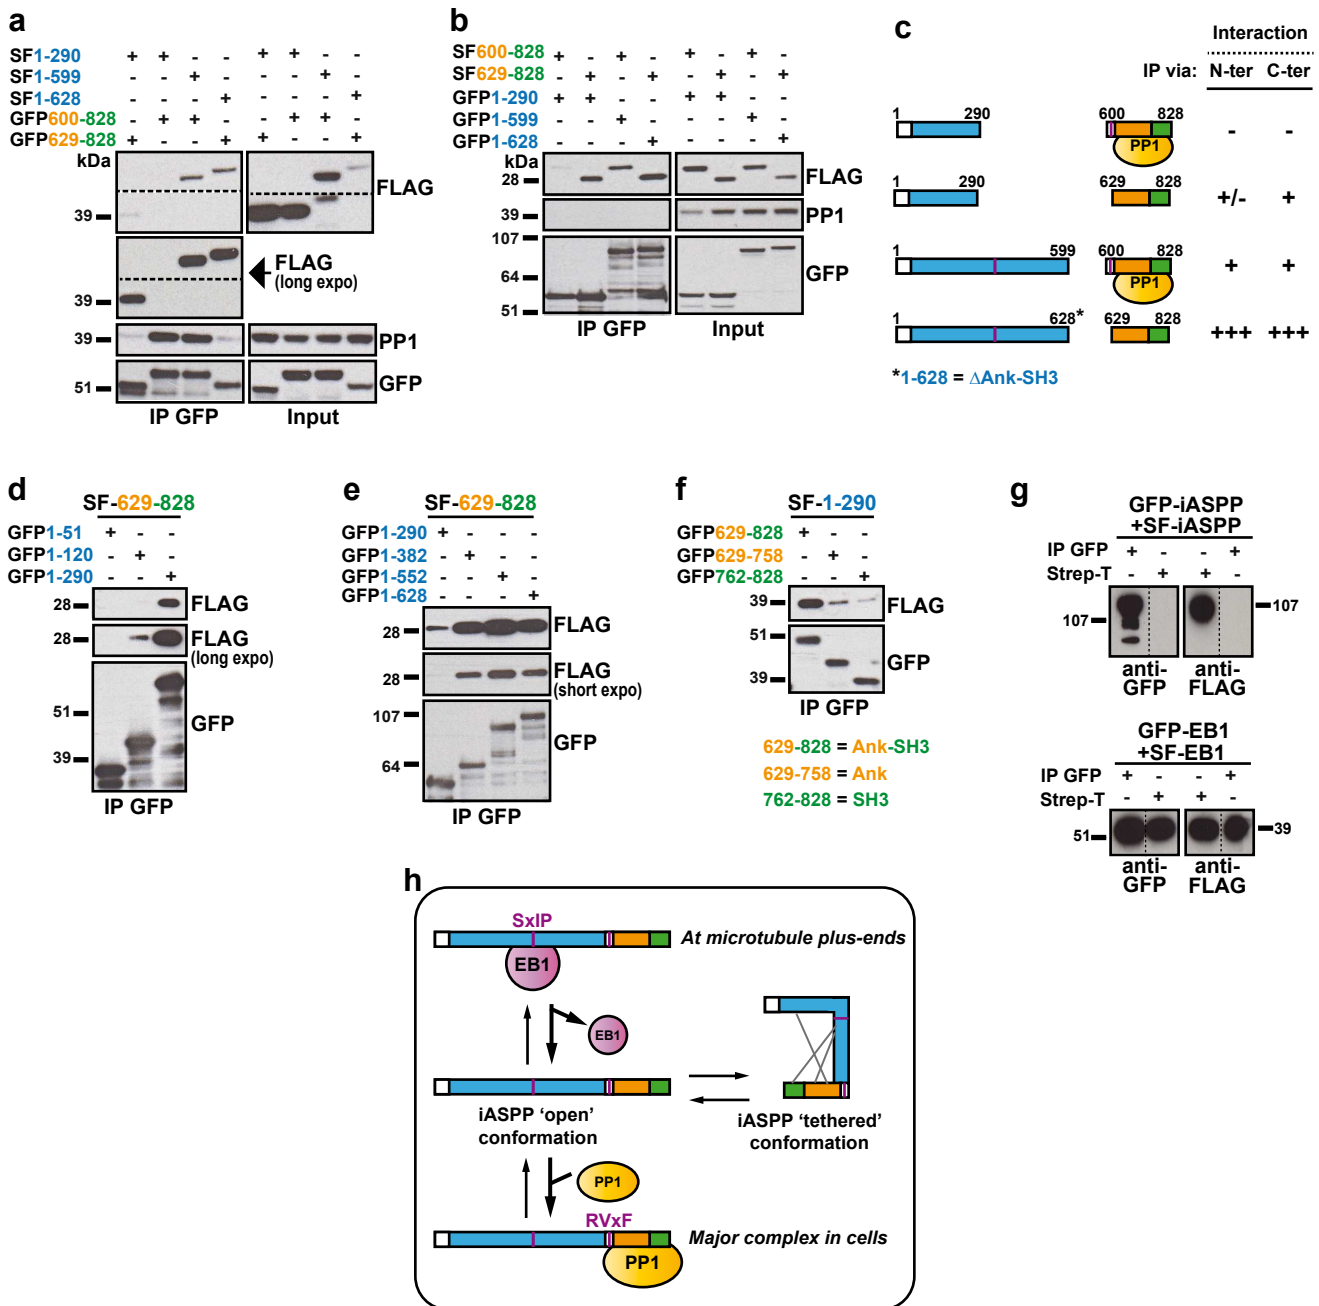 a
SF1-290 + + - - + + - -
SF1-599 - - + - - - + -
SF1-628 - - - + - - - +
GFP600-828 - + + - - + + -
GFP629-828 + - - + + - - +
kDa
FLAG
39
FLAG
(long expo)
39
39
PP1
51
GFP
IP GFP
Input
b
SF600-828 + - + - + - + -
SF629-828 - + - + - + - +
GFP1-290 + + - - + + - -
GFP1-599 - - + - - - + -
GFP1-628 - - - + - - - +
kDa
28
FLAG
39
PP1
107
64
51
GFP
IP GFP
Input
c
Interaction
IP via: N-ter C-ter
1 290 600 828
PP1
- -
1 290 629 828
+/- +
1 599 600 828
PP1
+ +
1 628* 629 828
+++ +++
*1-628 = ΔAnk-SH3
d
SF-629-828
GFP1-51 + - -
GFP1-120 - + -
GFP1-290 - - +
28
FLAG
28
FLAG
(long expo)
51
39
GFP
IP GFP
e
SF-629-828
GFP1-290 + - - -
GFP1-382 - + - -
GFP1-552 - - + -
GFP1-628 - - - +
28
FLAG
28
FLAG
(short expo)
107
64
GFP
IP GFP
f
SF-1-290
GFP629-828 + - -
GFP629-758 - + -
GFP762-828 - - +
39
FLAG
51
39
GFP
IP GFP
629-828 = Ank-SH3
629-758 = Ank
762-828 = SH3
g
GFP-iASPP
+SF-iASPP
IP GFP + - - +
Strep-T - + + -
107
107
anti-
GFP
anti-
FLAG
GFP-EB1
+SF-EB1
IP GFP + - - +
Strep-T - + + -
51
39
anti-
GFP
anti-
FLAG
h
SxIP
At microtubule plus-ends
EB1
EB1
iASPP ‘open’
conformation
iASPP ‘tethered’
conformation
PP1
RVxF
Major complex in cells
PP1